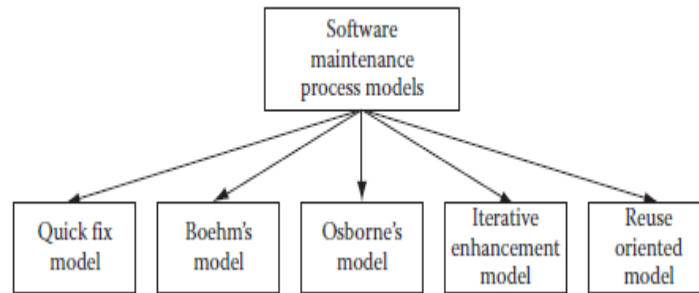 Software
maintenance
process models
Quick fix
model
Boehm's
model
Osborne's
model
Iterative
enhancement
model
Reuse
oriented
model